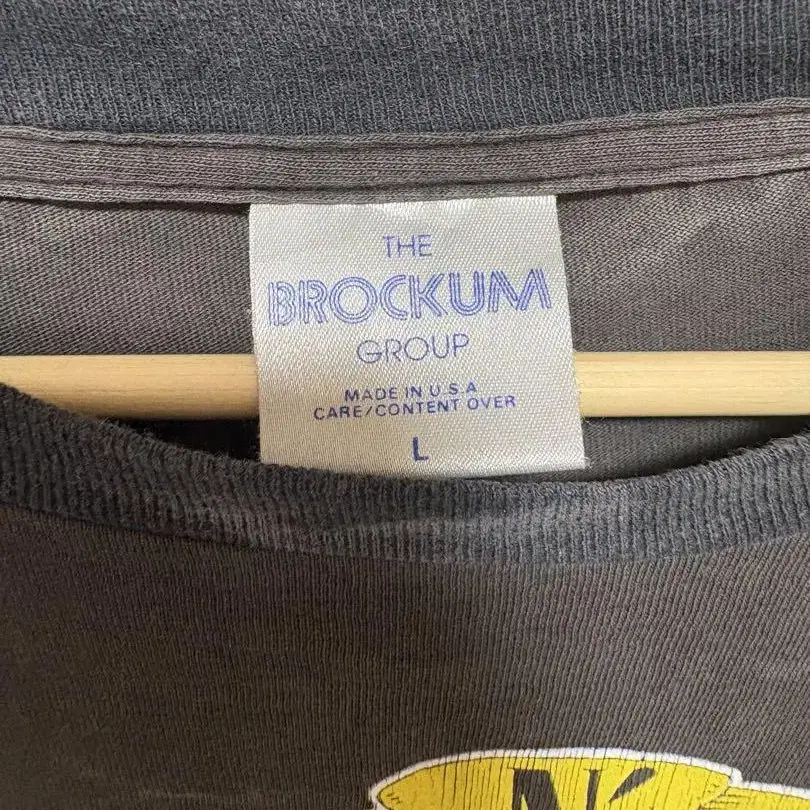 THE
BROCKUM
GROUP
MADE IN U.S.A
CARE/CONTENT OVER
L
N'